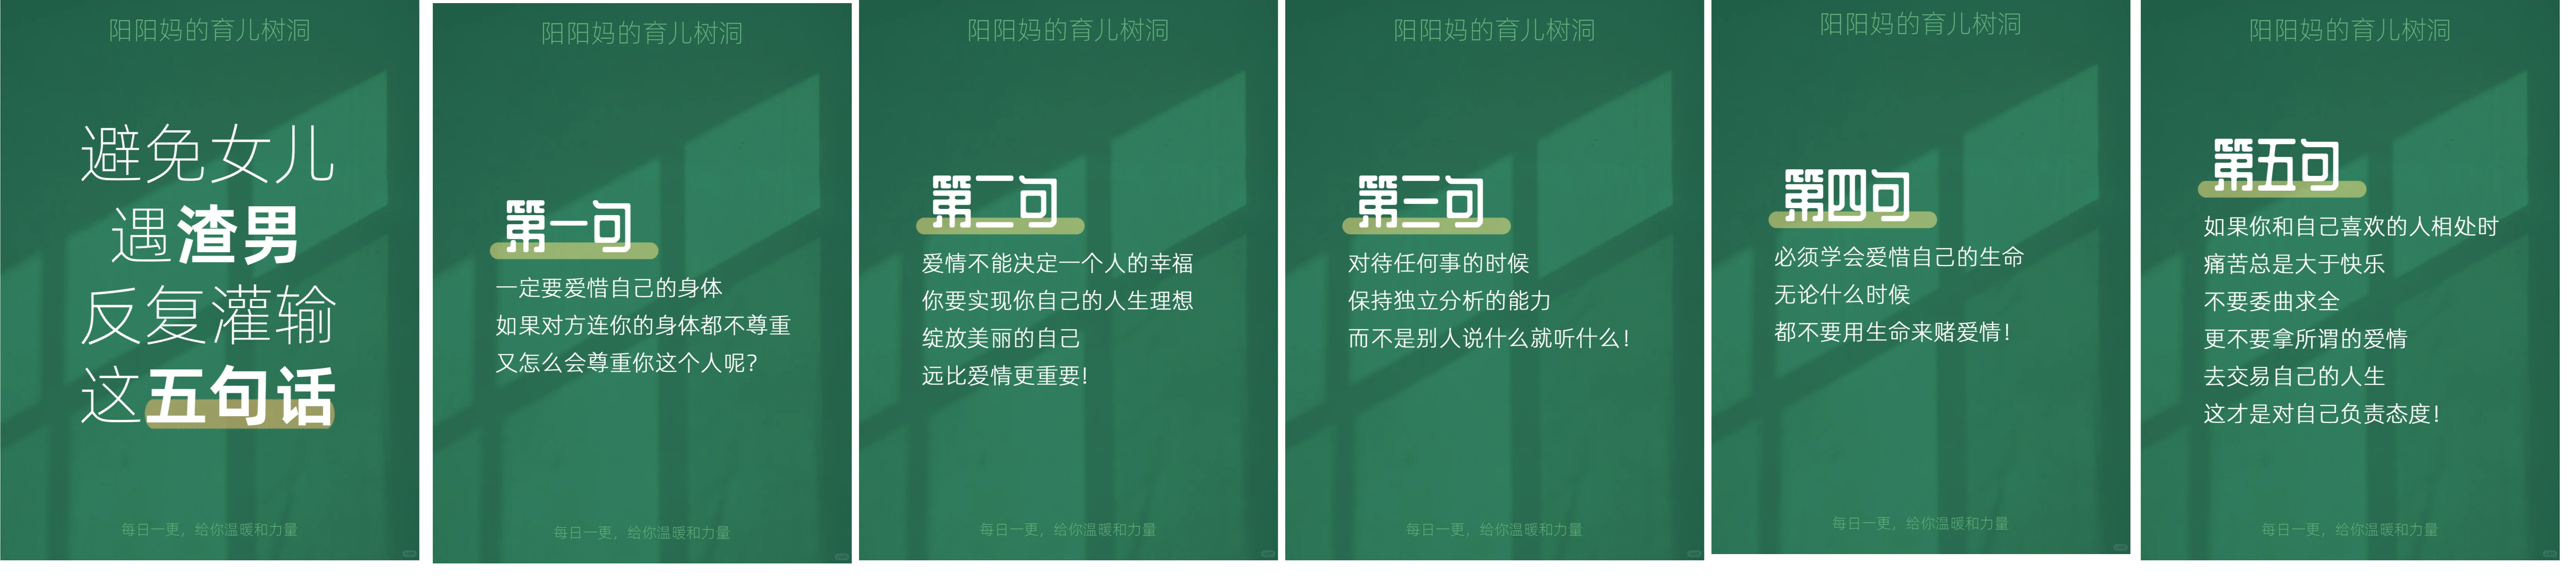 阳阳妈的育儿树洞
避免女儿
遇渣男
反复灌输
这五句话
每日一更，给你温暖和力量
阳阳妈的育儿树洞
第一句
一定要爱惜自己的身体
如果对方连你的身体都不尊重
又怎么会尊重你这个人呢？
每日一更，给你温暖和力量
阳阳妈的育儿树洞
第二句
爱情不能决定一个人的幸福
你要实现你自己的人生理想
绽放美丽的自己
远比爱情更重要！
每日一更，给你温暖和力量
阳阳妈的育儿树洞
第三句
对待任何事的时候
保持独立分析的能力
而不是别人说什么就听什么！
每日一更，给你温暖和力量
阳阳妈的育儿树洞
第四句
必须学会爱惜自己的生命
无论什么时候
都不要用生命来赌爱情！
每日一更，给你温暖和力量
阳阳妈的育儿树洞
第五句
如果你和自己喜欢的人相处时
痛苦总是大于快乐
不要委曲求全
更不要拿所谓的爱情
去交易自己的人生
这才是对自己负责态度！
每日一更，给你温暖和力量